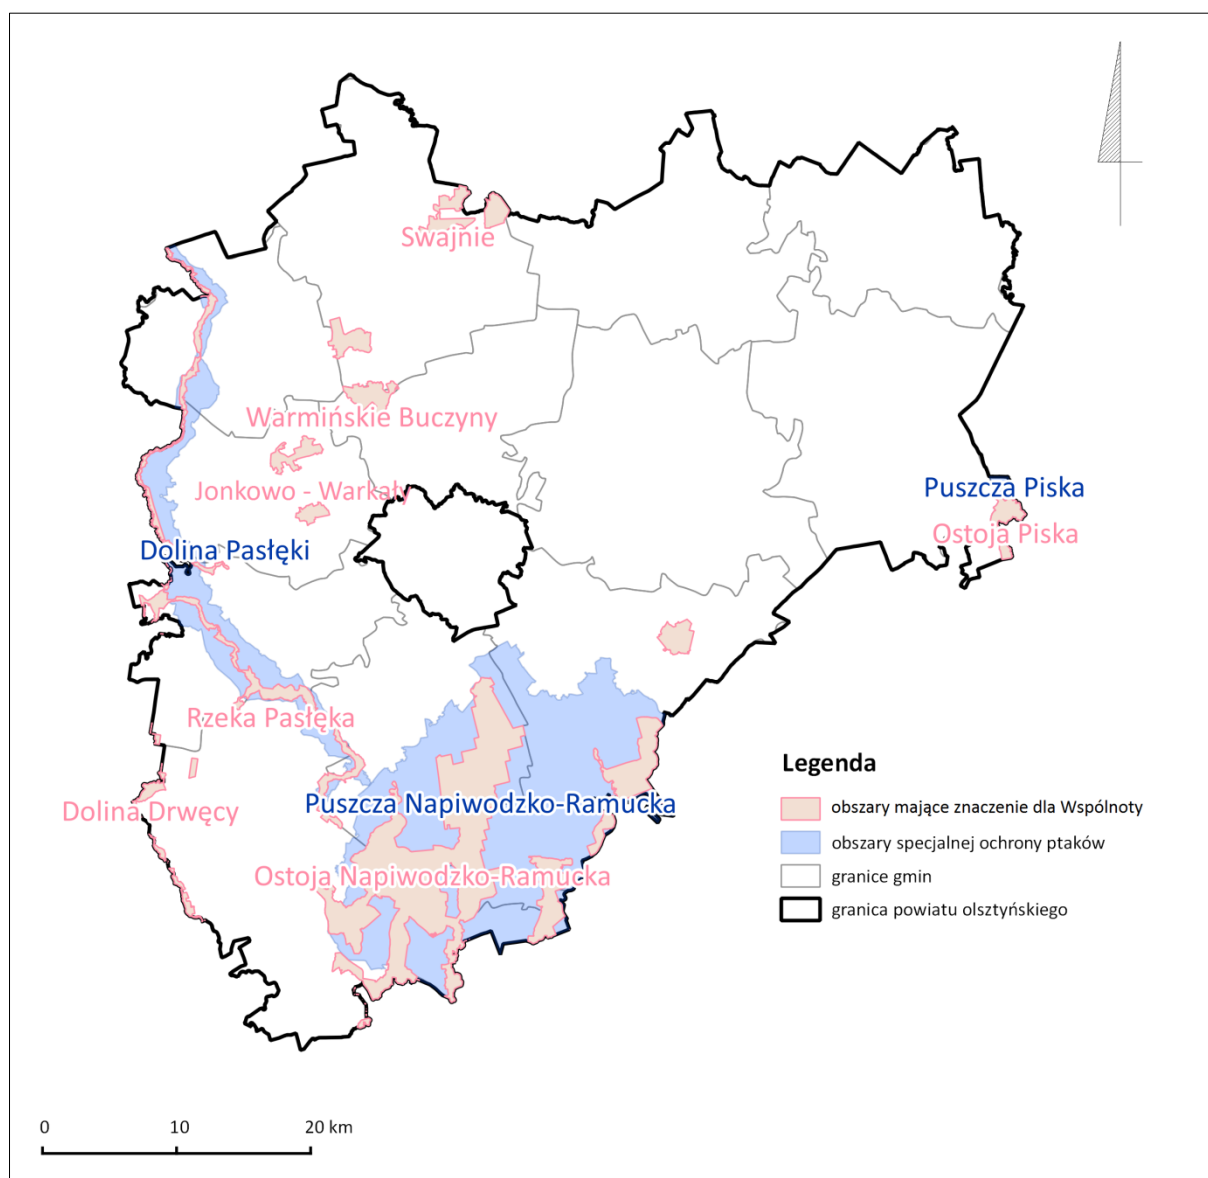 Swajnie
Warmińskie Buczyny
Jonkowo - Warkały
Puszcza Piska
Ostoja Piska
Dolina Pasłęki
Rzeka Pasłęka
Dolina Drwęcy
Puszcza Napiwodzko-Ramucka
Ostoja Napiwodzko-Ramucka
Legenda
obszary mające znaczenie dla Wspólnoty
obszary specjalnej ochrony ptaków
granice gmin
granica powiatu olsztyńskiego
0 10 20 km